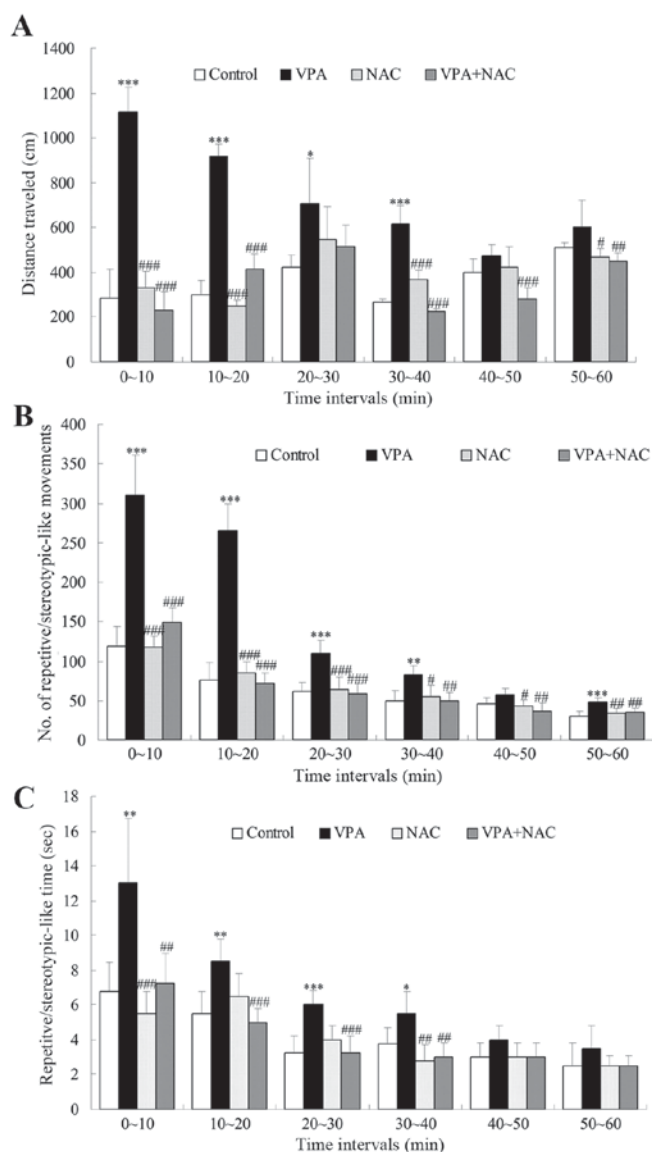 A
1400
1200
1000
800
600
400
200
0
Distance traveled (cm)
Control VPA NAC VPA+NAC
*** *** * ***
### ### ### ### ### ### ### # ##
0~10 10~20 20~30 30~40 40~50 50~60
Time intervals (min)
B
400
350
300
250
200
150
100
50
0
No. of repetitve/stereotypic-like movements
Control VPA NAC VPA+NAC
*** *** *** ** ***
### ### ### ### ### ### # ## # ## ## ##
0~10 10~20 20~30 30~40 40~50 50~60
Time intervals (min)
C
18
16
14
12
10
8
6
4
2
0
Repetitve/stereotypic-like time (sec)
Control VPA NAC VPA+NAC
** ** *** *
### ## ### ### ## ##
0~10 10~20 20~30 30~40 40~50 50~60
Time intervals (min)